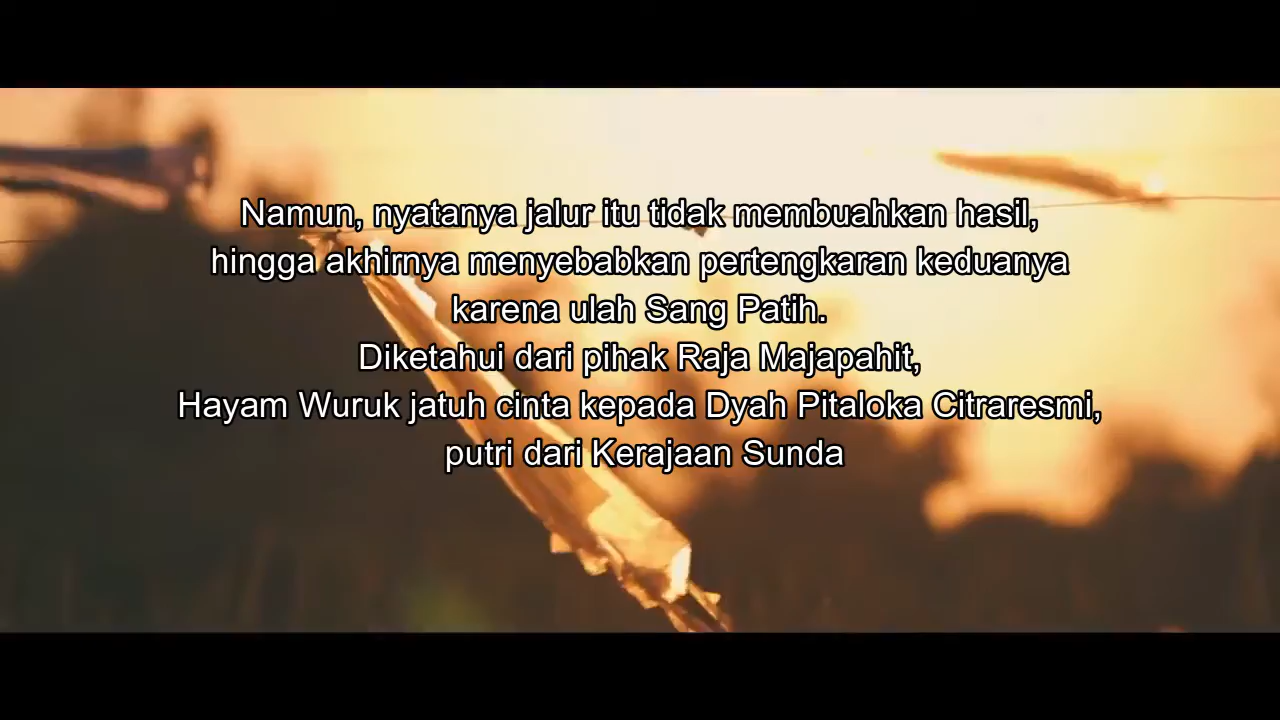 Namun, nyatanya jalur itu tidak membuahkan hasil,
hingga akhirnya menyebabkan pertengkaran keduanya
karena ulah Sang Patih.
Diketahui dari pihak Raja Majapahit,
Hayam Wuruk jatuh cinta kepada Dyah Pitaloka Citraresmi,
putri dari Kerajaan Sunda